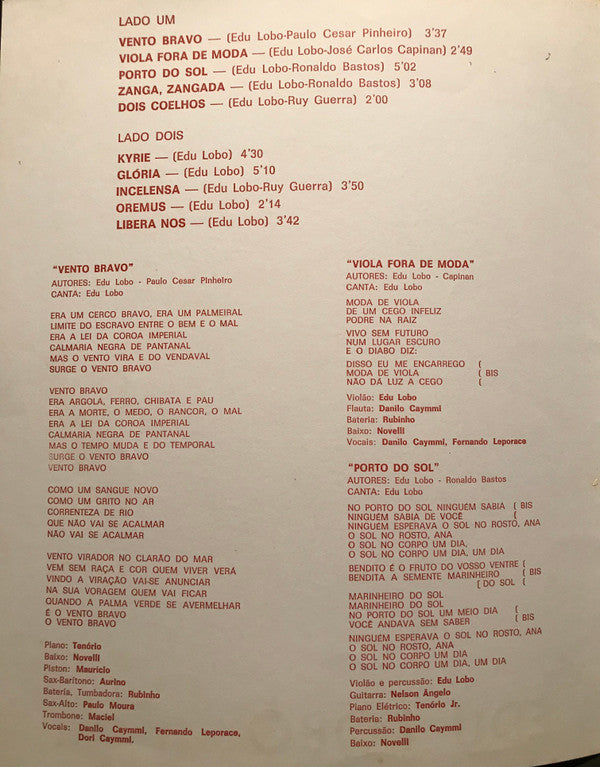 LADO UM
VENTO BRAVO — (Edu Lobo-Paulo Cesar Pinheiro) 3'37
VIOLA FORA DE MODA — (Edu Lobo-José Carlos Capinan) 2'49
PORTO DO SOL — (Edu Lobo-Ronaldo Bastos) 5'02
ZANGA, ZANGADA — (Edu Lobo-Ronaldo Bastos) 3'08
DOIS COELHOS — (Edu Lobo-Ruy Guerra) 2'00
LADO DOIS
KYRIE — (Edu Lobo) 4'30
GLÓRIA — (Edu Lobo) 5'10
INCELENSA — (Edu Lobo-Ruy Guerra) 3'50
OREMUS — (Edu Lobo) 2'14
LIBERA NOS — (Edu Lobo) 3'42
"VENTO BRAVO"
AUTORES: Edu Lobo - Paulo Cesar Pinheiro
CANTA: Edu Lobo
ERA UM CERCO BRAVO, ERA UM PALMEIRAL
LIMITE DO ESCRAVO ENTRE O BEM E O MAL
ERA A LEI DA COROA IMPERIAL
CALMARIA NEGRA DE PANTANAL
MAS O VENTO VIRA E DO VENDAVAL
SURGE O VENTO BRAVO
VENTO BRAVO
ERA ARGOLA, FERRO, CHIBATA E PAU
ERA A MORTE, O MEDO, O RANCOR, O MAL
ERA A LEI DA COROA IMPERIAL
CALMARIA NEGRA DE PANTANAL
MAS O TEMPO MUDA E DO TEMPORAL
SURGE O VENTO BRAVO
VENTO BRAVO
COMO UM SANGUE NOVO
COMO UM GRITO NO AR
CORRENTEZA DE RIO
QUE NÃO VAI SE ACALMAR
NÃO VAI SE ACALMAR
VENTO VIRADOR NO CLARÃO DO MAR
VEM SEM RAÇA E COR QUEM VIVER VERÁ
VINDO A VIRAÇÃO VAI-SE ANUNCIAR
NA SUA VORAGEM QUEM VAI FICAR
QUANDO A PALMA VERDE SE AVERMELHAR
É O VENTO BRAVO
O VENTO BRAVO
Piano: Tenório
Baixo: Novelli
Piston: Maurício
Sax-Barítono: Aurino
Bateria, Tumbadora: Rubinho
Sax-Alto: Paulo Moura
Trombone: Maciel
Vocais: Danilo Caymmi, Fernando Leporace,
Dori Caymmi.
"VIOLA FORA DE MODA"
AUTORES: Edu Lobo - Capinan
CANTA: Edu Lobo
MODA DE VIOLA
DE UM CEGO INFELIZ
PODRE NA RAIZ
VIVO SEM FUTURO
NUM LUGAR ESCURO
E O DIABO DIZ:
DISSO EU ME ENCARREGO (
MODA DE VIOLA ( BIS
NÃO DÁ LUZ A CEGO (
Violão: Edu Lobo
Flauta: Danilo Caymmi
Bateria: Rubinho
Baixo: Novelli
Vocais: Danilo Caymmi, Fernando Leporace
"PORTO DO SOL"
AUTORES: Edu Lobo - Ronaldo Bastos
CANTA: Edu Lobo
NO PORTO DO SOL NINGUÉM SABIA ( BIS
NINGUÉM SABIA DE VOCÊ (
NINGUÉM ESPERAVA O SOL NO ROSTO, ANA
O SOL NO ROSTO, ANA
O SOL NO CORPO UM DIA,
O SOL NO CORPO UM DIA, UM DIA
BENDITO É O FRUTO DO VOSSO VENTRE (
BENDITA A SEMENTE MARINHEIRO ( BIS
( DO SOL (
MARINHEIRO DO SOL
MARINHEIRO DO SOL
NO PORTO DO SOL UM MEIO DIA (
VOCÊ ANDAVA SEM SABER ( BIS
NINGUÉM ESPERAVA O SOL NO ROSTO, ANA
O SOL NO ROSTO, ANA
O SOL NO CORPO UM DIA
O SOL NO CORPO UM DIA, UM DIA
Violão e percussão: Edu Lobo
Guitarra: Nelson Ângelo
Piano Elétrico: Tenório Jr.
Bateria: Rubinho
Percussão: Danilo Caymmi
Baixo: Novelli